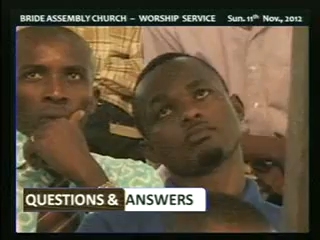 BRIDE ASSEMBLY CHURCH – WORSHIP SERVICE SUN. 11th NOV., 2012
QUESTIONS & ANSWERS